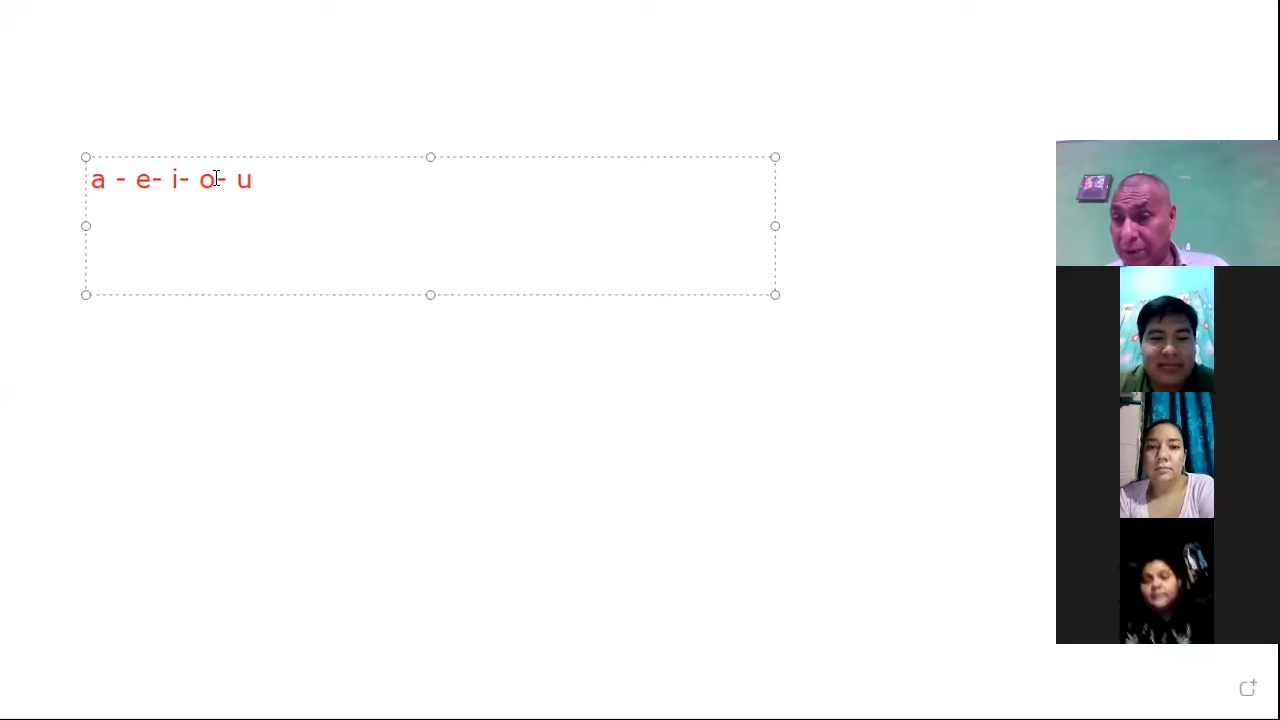 a - e- i- o- u